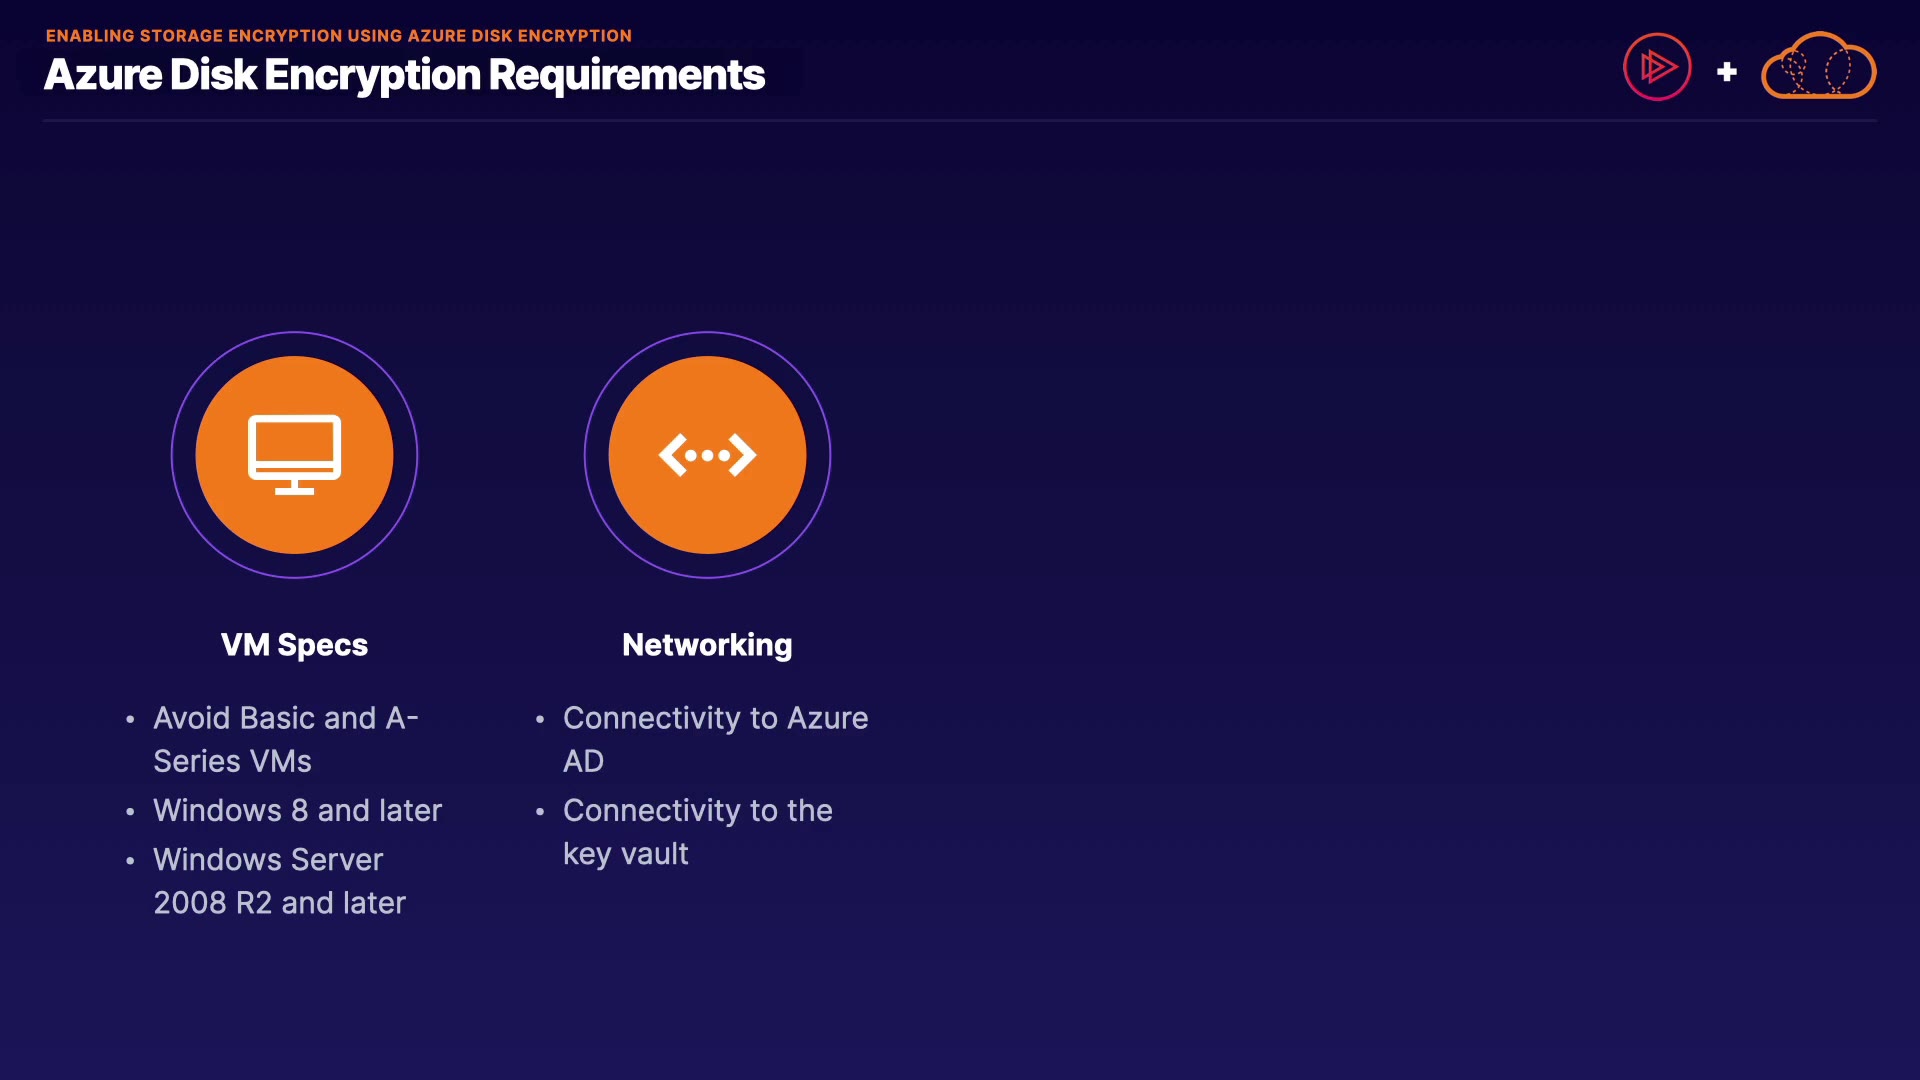 ENABLING STORAGE ENCRYPTION USING AZURE DISK ENCRYPTION
Azure Disk Encryption Requirements
+
VM Specs
• Avoid Basic and A-
Series VMs
• Windows 8 and later
• Windows Server
2008 R2 and later
Networking
• Connectivity to Azure
AD
• Connectivity to the
key vault